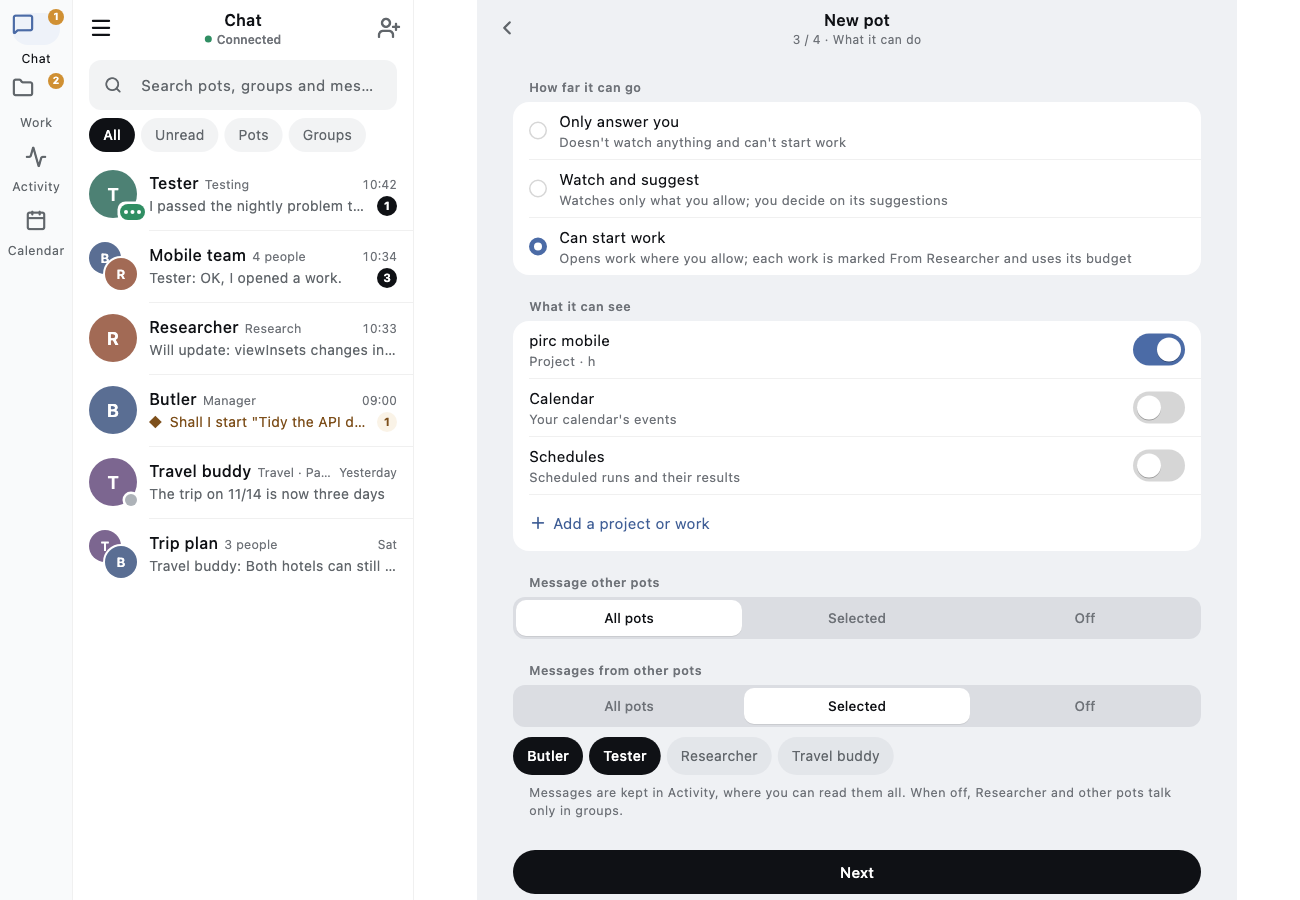 1
Chat
2
Work
Activity
Calendar
Chat
Connected
Search pots, groups and mes...
All
Unread
Pots
Groups
T
Tester Testing 10:42
I passed the nightly problem t... 1
B
R
Mobile team 4 people 10:34
Tester: OK, I opened a work. 3
R
Researcher Research 10:33
Will update: viewInsets changes in...
B
Butler Manager 09:00
Shall I start "Tidy the API d... 1
T
Travel buddy Travel · Pa... Yesterday
The trip on 11/14 is now three days
T
B
Trip plan 3 people Sat
Travel buddy: Both hotels can still ...
New pot
3 / 4 · What it can do
How far it can go
Only answer you
Doesn't watch anything and can't start work
Watch and suggest
Watches only what you allow; you decide on its suggestions
Can start work
Opens work where you allow; each work is marked From Researcher and uses its budget
What it can see
pirc mobile
Project · h
Calendar
Your calendar's events
Schedules
Scheduled runs and their results
+ Add a project or work
Message other pots
All pots
Selected
Off
Messages from other pots
All pots
Selected
Off
Butler
Tester
Researcher
Travel buddy
Messages are kept in Activity, where you can read them all. When off, Researcher and other pots talk
only in groups.
Next